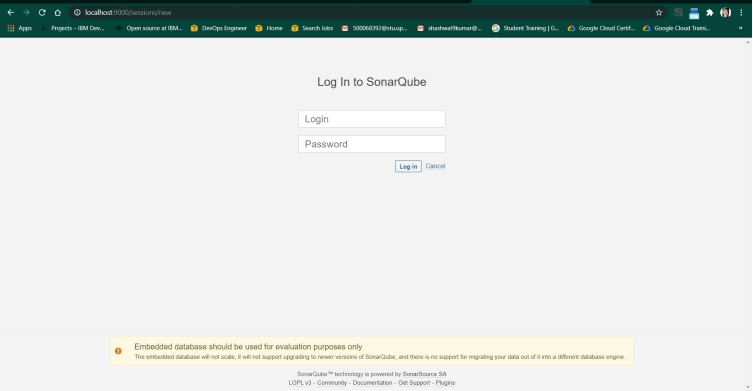 localhost:9000/sessions/new
Apps Projects – IBM Dev... Open source at IBM... DevOps Engineer Home Search Jobs 500068392@stu.up... shashwat9kumar@... Student Training | G... Google Cloud Certif... Google Cloud Traini... »
Log In to SonarQube
Login
Password
Log in Cancel
Embedded database should be used for evaluation purposes only
The embedded database will not scale, it will not support upgrading to newer versions of SonarQube, and there is no support for migrating your data out of it into a different database engine.
SonarQube™ technology is powered by SonarSource SA
LGPL v3 - Community - Documentation - Get Support - Plugins